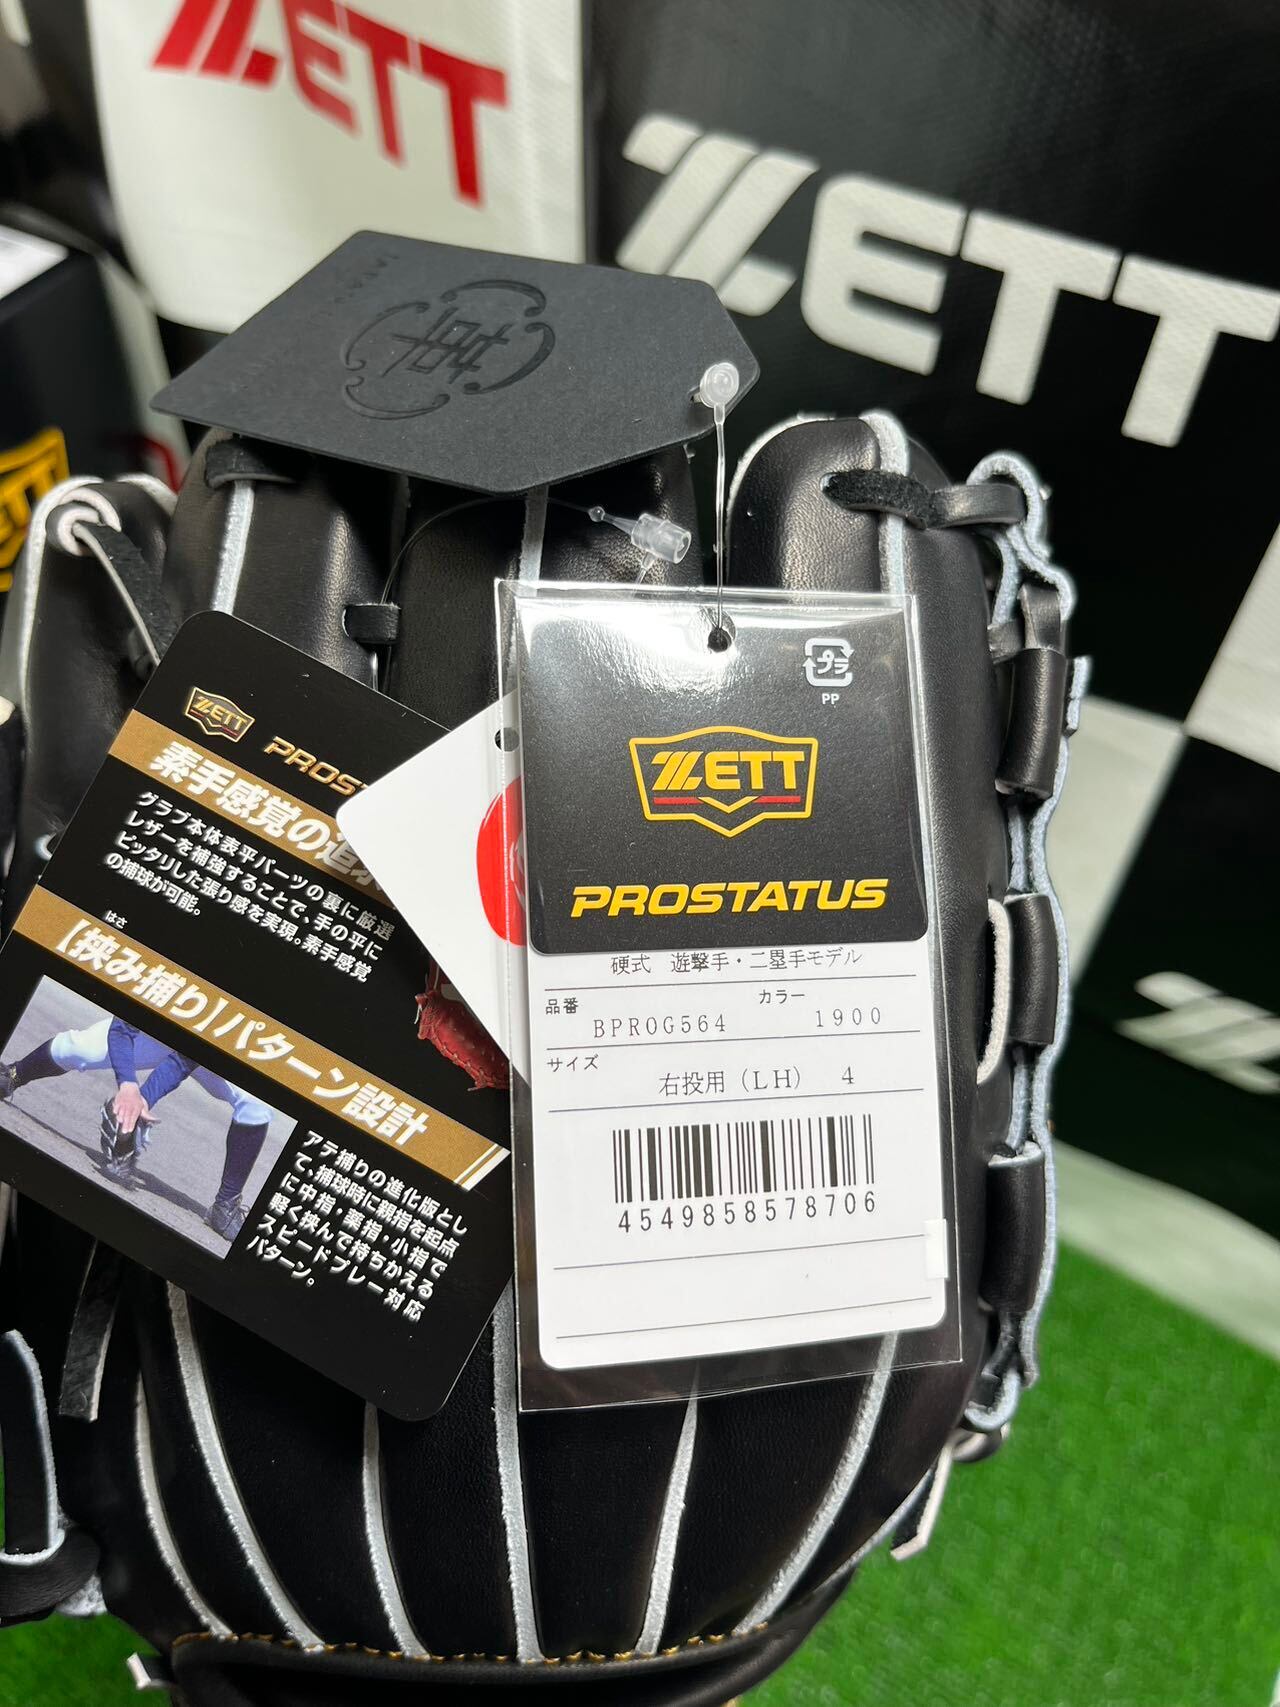 ZETT
ZETT
ZETT
PROS
素手感覚の追求
グラブ本体表平パーツの裏に厳選
レザーを補強することで、手の平に
ピッタリした張り感を実現。素手感覚
の捕球が可能。
はさ
【挟み捕り】パターン設計
アテ捕りの進化版とし
て、捕球時に親指を起点
に中指・薬指・小指で
軽く挟んで持ちかえる
スピードプレー対応
パターン。
プラ
PP
ZETT
PROSTATUS
硬式 遊撃手・二塁手モデル
品番 カラー
BPROG564 1900
サイズ
右投用(LH) 4
4549858578706